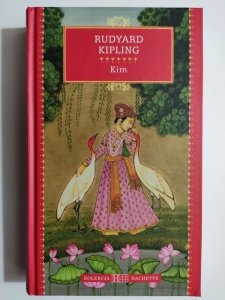 RUDYARD
KIPLING
Kim
KOLEKCJA H HACHETTE